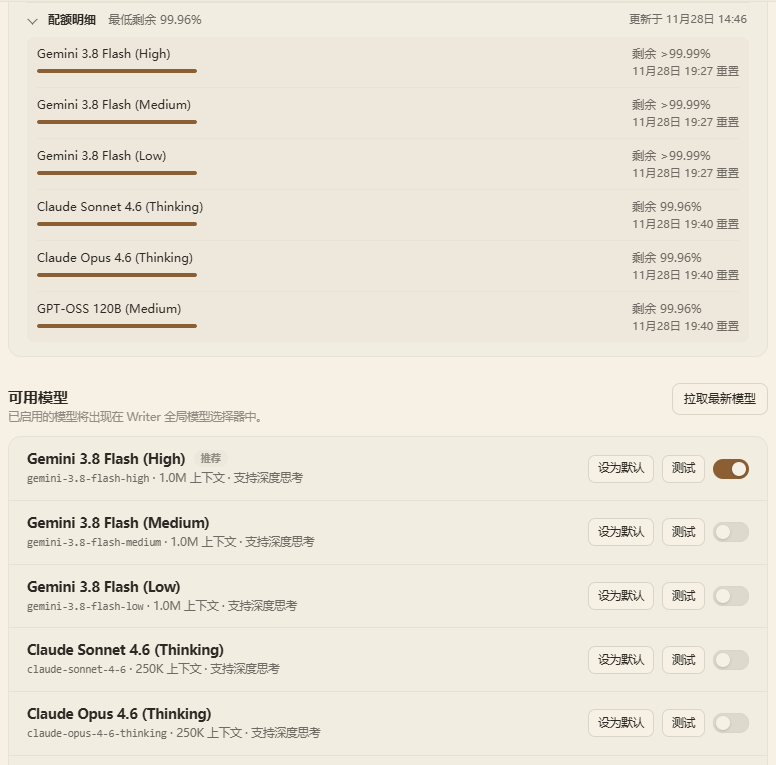 配额明细 最低剩余 99.96% 更新于 11月28日 14:46
Gemini 3.8 Flash (High) 剩余 >99.99%
11月28日 19:27 重置
Gemini 3.8 Flash (Medium) 剩余 >99.99%
11月28日 19:27 重置
Gemini 3.8 Flash (Low) 剩余 >99.99%
11月28日 19:27 重置
Claude Sonnet 4.6 (Thinking) 剩余 99.96%
11月28日 19:40 重置
Claude Opus 4.6 (Thinking) 剩余 99.96%
11月28日 19:40 重置
GPT-OSS 120B (Medium) 剩余 99.96%
11月28日 19:40 重置
可用模型
已启用的模型将出现在 Writer 全局模型选择器中。
拉取最新模型
Gemini 3.8 Flash (High) 推荐
gemini-3.8-flash-high · 1.0M 上下文 · 支持深度思考
设为默认 测试
Gemini 3.8 Flash (Medium)
gemini-3.8-flash-medium · 1.0M 上下文 · 支持深度思考
设为默认 测试
Gemini 3.8 Flash (Low)
gemini-3.8-flash-low · 1.0M 上下文 · 支持深度思考
设为默认 测试
Claude Sonnet 4.6 (Thinking)
claude-sonnet-4-6 · 250K 上下文 · 支持深度思考
设为默认 测试
Claude Opus 4.6 (Thinking)
claude-opus-4-6-thinking · 250K 上下文 · 支持深度思考
设为默认 测试